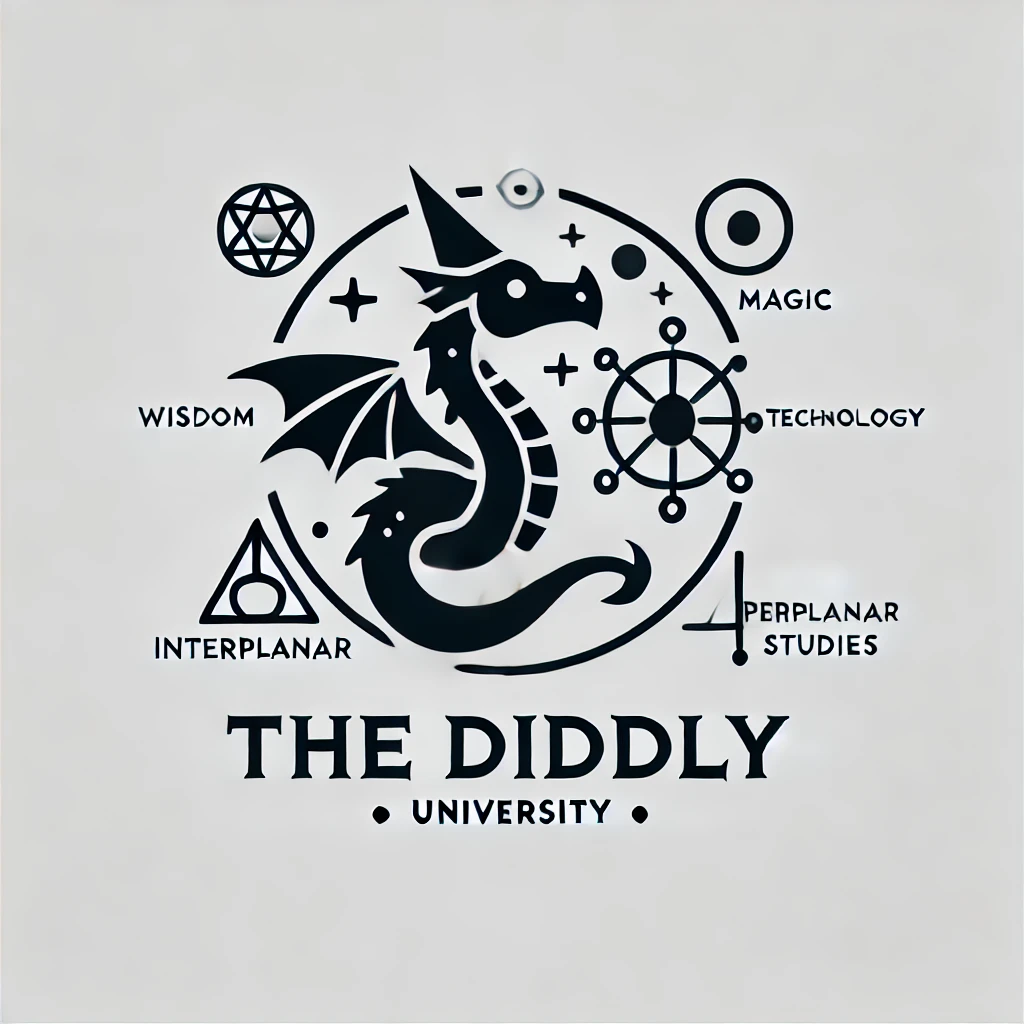 MAGIC
WISDOM
TECHNOLOGY
INTERPLANAR
PERPLANAR
STUDIES
THE DIDDLY
• UNIVERSITY •